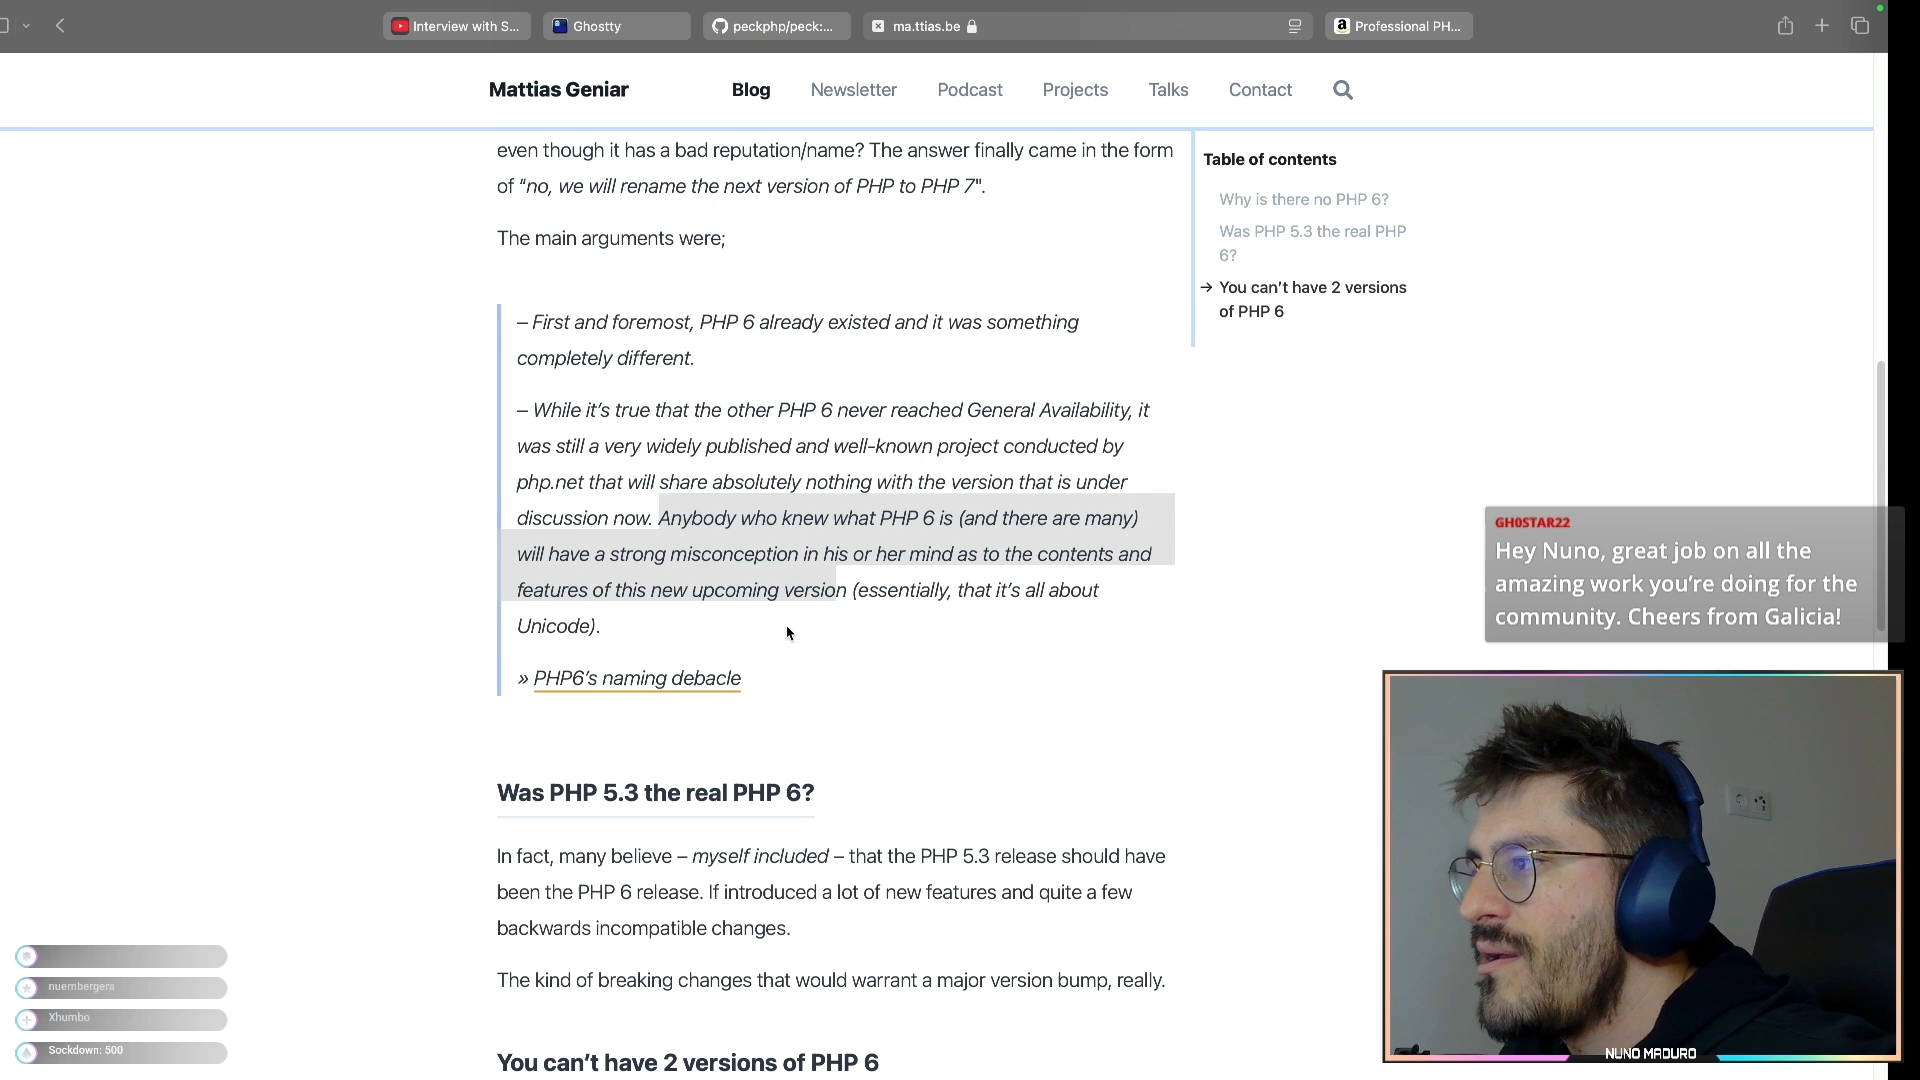 Interview with S...
Ghostty
peckphp/peck:...
ma.ttias.be
Professional PH...
Mattias Geniar
Blog
Newsletter
Podcast
Projects
Talks
Contact
even though it has a bad reputation/name? The answer finally came in the form
of "no, we will rename the next version of PHP to PHP 7".
The main arguments were;
– First and foremost, PHP 6 already existed and it was something
completely different.
– While it's true that the other PHP 6 never reached General Availability, it
was still a very widely published and well-known project conducted by
php.net that will share absolutely nothing with the version that is under
discussion now. Anybody who knew what PHP 6 is (and there are many)
will have a strong misconception in his or her mind as to the contents and
features of this new upcoming version (essentially, that it's all about
Unicode).
» PHP6's naming debacle
Was PHP 5.3 the real PHP 6?
In fact, many believe – myself included – that the PHP 5.3 release should have
been the PHP 6 release. If introduced a lot of new features and quite a few
backwards incompatible changes.
The kind of breaking changes that would warrant a major version bump, really.
You can't have 2 versions of PHP 6
Table of contents
Why is there no PHP 6?
Was PHP 5.3 the real PHP
6?
→ You can't have 2 versions
of PHP 6
GH0STAR22
Hey Nuno, great job on all the
amazing work you're doing for the
community. Cheers from Galicia!
nuernbergera
Xhumbo
Sockdown: 500
NUNO MADURO